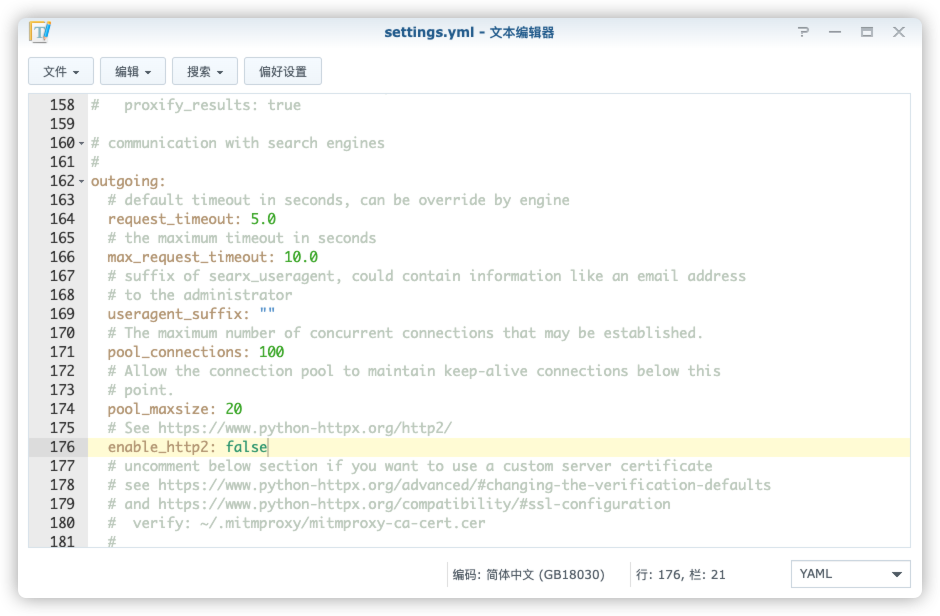 settings.yml - 文本编辑器
文件 编辑 搜索 偏好设置
158 #   proxify_results: true
159
160 # communication with search engines
161 #
162 outgoing:
163   # default timeout in seconds, can be override by engine
164   request_timeout: 5.0
165   # the maximum timeout in seconds
166   max_request_timeout: 10.0
167   # suffix of searx_useragent, could contain information like an email address
168   # to the administrator
169   useragent_suffix: ""
170   # The maximum number of concurrent connections that may be established.
171   pool_connections: 100
172   # Allow the connection pool to maintain keep-alive connections below this
173   # point.
174   pool_maxsize: 20
175   # See https://www.python-httpx.org/http2/
176   enable_http2: false
177   # uncomment below section if you want to use a custom server certificate
178   # see https://www.python-httpx.org/advanced/#changing-the-verification-defaults
179   # and https://www.python-httpx.org/compatibility/#ssl-configuration
180   #  verify: ~/.mitmproxy/mitmproxy-ca-cert.cer
181   #
编码: 简体中文 (GB18030) 行: 176, 栏: 21 YAML